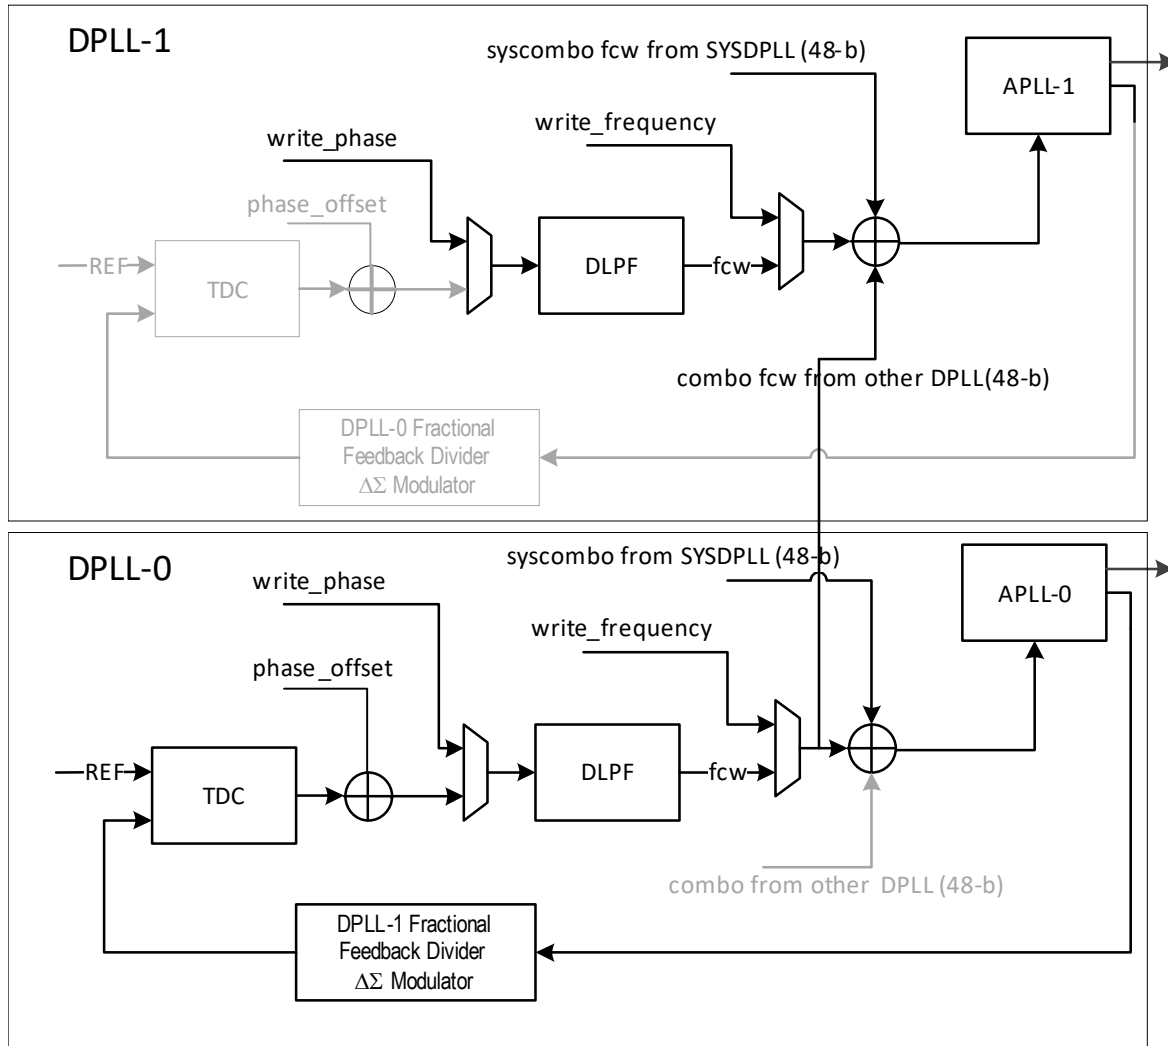 DPLL-1
syscombo fcw from SYSDPLL (48-b)
APLL-1
write_frequency
write_phase
phase_offset
REF
TDC
DLPF
fcw
combo fcw from other DPLL(48-b)
DPLL-0 Fractional
Feedback Divider
ΔΣ Modulator
DPLL-0
syscombo from SYSDPLL (48-b)
APLL-0
write_phase
write_frequency
phase_offset
REF
TDC
DLPF
fcw
combo from other DPLL (48-b)
DPLL-1 Fractional
Feedback Divider
ΔΣ Modulator